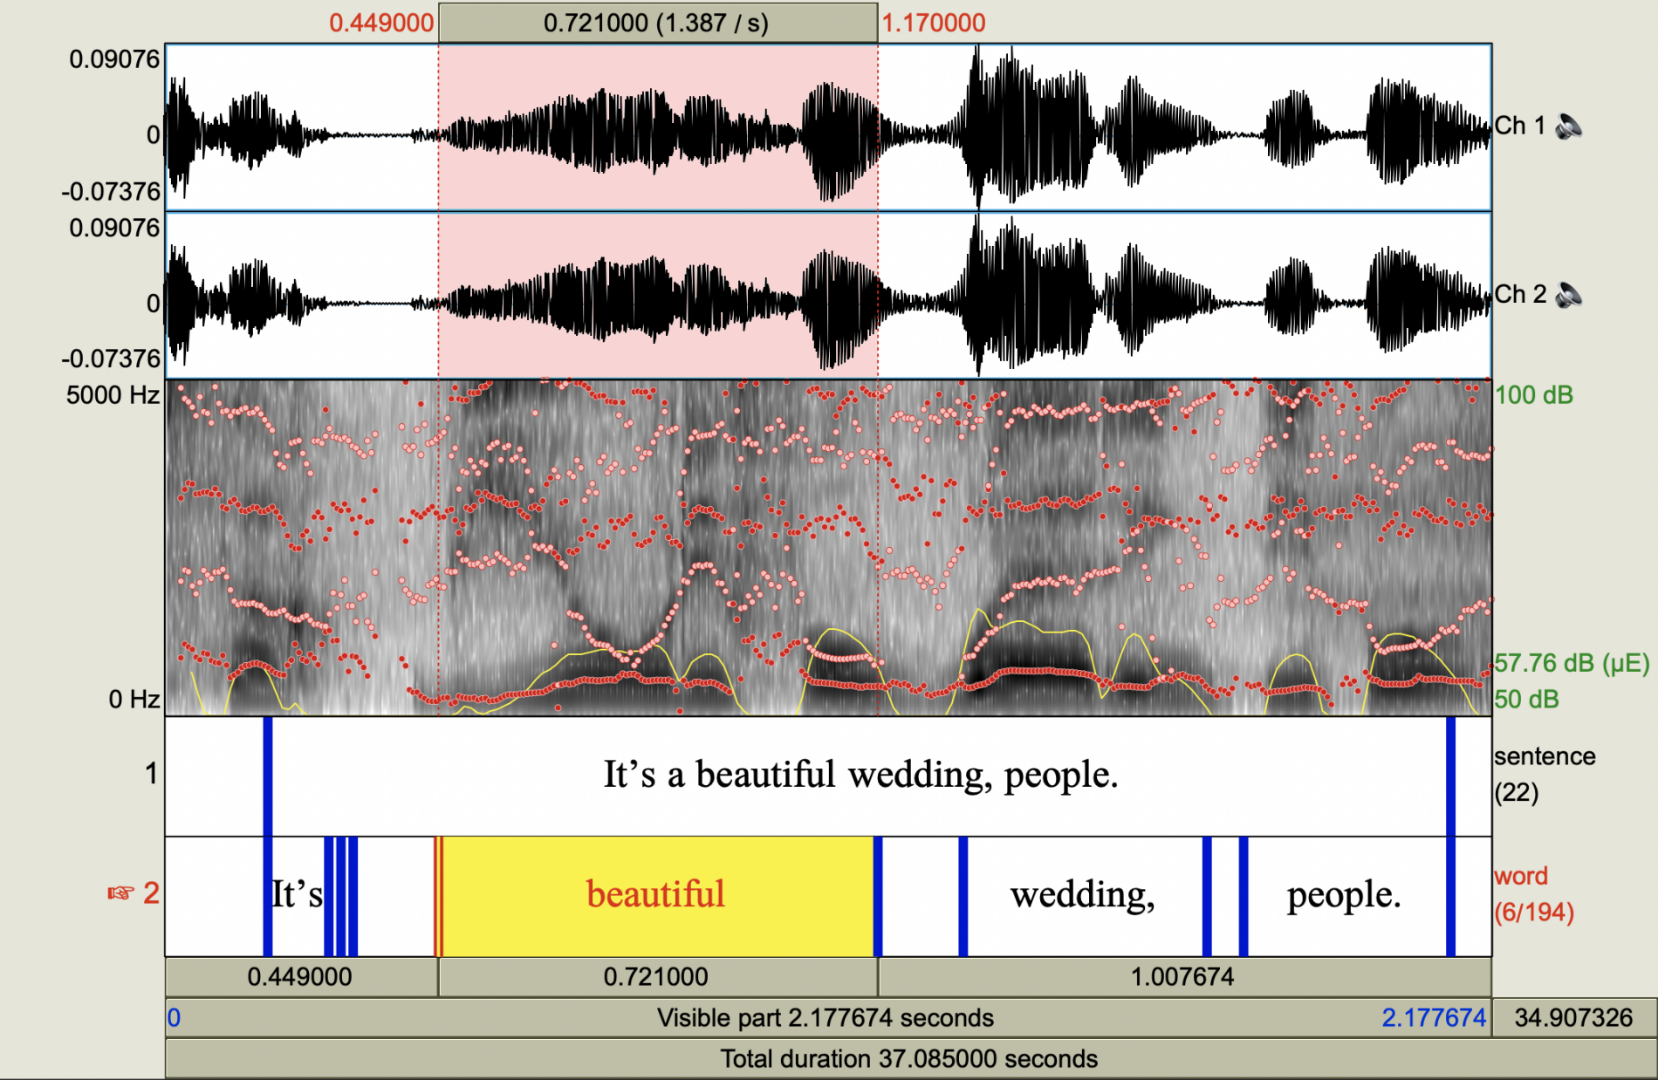 0.449000 0.721000 (1.387 / s) 1.170000
0.09076
0 Ch 1
-0.07376
0.09076
0 Ch 2
-0.07376
5000 Hz 100 dB
57.76 dB (µE)
0 Hz 50 dB
1 It’s a beautiful wedding, people. sentence
(22)
☞ 2 It’s beautiful wedding, people. word
(6/194)
0.449000 0.721000 1.007674
0 Visible part 2.177674 seconds 2.177674 34.907326
Total duration 37.085000 seconds